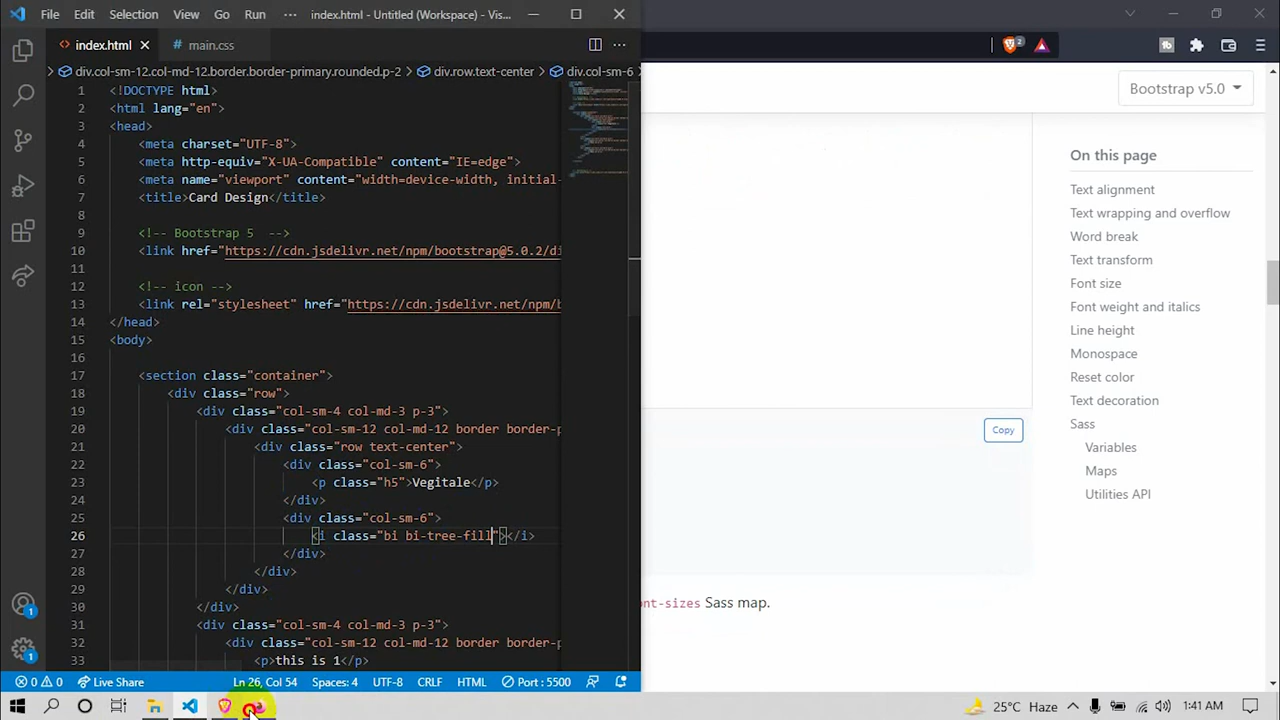 File Edit Selection View Go Run ··· index.html - Untitled (Workspace) - Vis...
index.html
main.css
div.col-sm-12.col-md-12.border.border-primary.rounded.p-2 > div.row.text-center > div.col-sm-6
1 <!DOCTYPE html>
2 <html lang="en">
3 <head>
4 <meta charset="UTF-8">
5 <meta http-equiv="X-UA-Compatible" content="IE=edge">
6 <meta name="viewport" content="width=device-width, initial-
7 <title>Card Design</title>
8
9 <!-- Bootstrap 5 -->
10 <link href="https://cdn.jsdelivr.net/npm/bootstrap@5.0.2/di
11
12 <!-- icon -->
13 <link rel="stylesheet" href="https://cdn.jsdelivr.net/npm/b
14 </head>
15 <body>
16
17 <section class="container">
18 <div class="row">
19 <div class="col-sm-4 col-md-3 p-3">
20 <div class="col-sm-12 col-md-12 border border-p
21 <div class="row text-center">
22 <div class="col-sm-6">
23 <p class="h5">Vegitale</p>
24 </div>
25 <div class="col-sm-6">
26 <i class="bi bi-tree-fill"></i>
27 </div>
28 </div>
29 </div>
30 </div>
31 <div class="col-sm-4 col-md-3 p-3">
32 <div class="col-sm-12 col-md-12 border border-p
33 <p>this is 1</p>
0 0 Live Share Ln 26, Col 54 Spaces: 4 UTF-8 CRLF HTML Port : 5500
2
Bootstrap v5.0
On this page
Text alignment
Text wrapping and overflow
Word break
Text transform
Font size
Font weight and italics
Line height
Monospace
Reset color
Text decoration
Sass
Variables
Maps
Utilities API
Copy
nt-sizes Sass map.
1
1
25°C Haze 1:41 AM